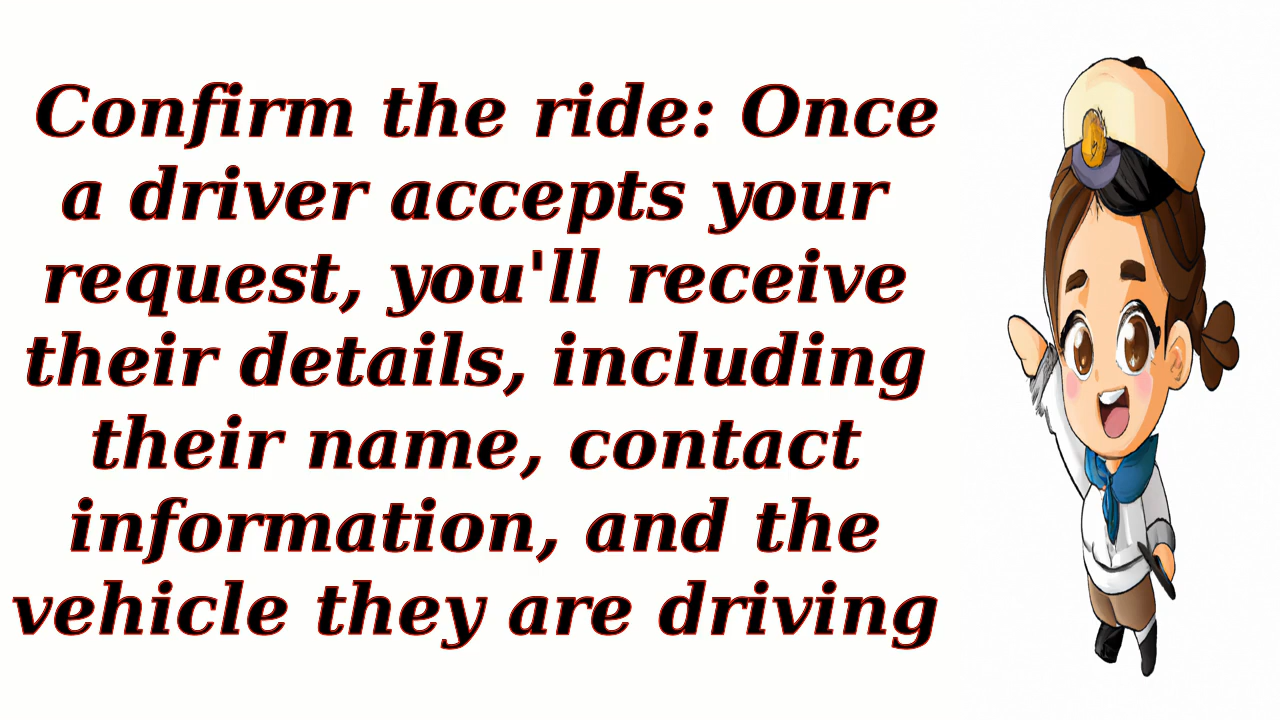 Confirm the ride: Once
a driver accepts your
request, you'll receive
their details, including
their name, contact
information, and the
vehicle they are driving